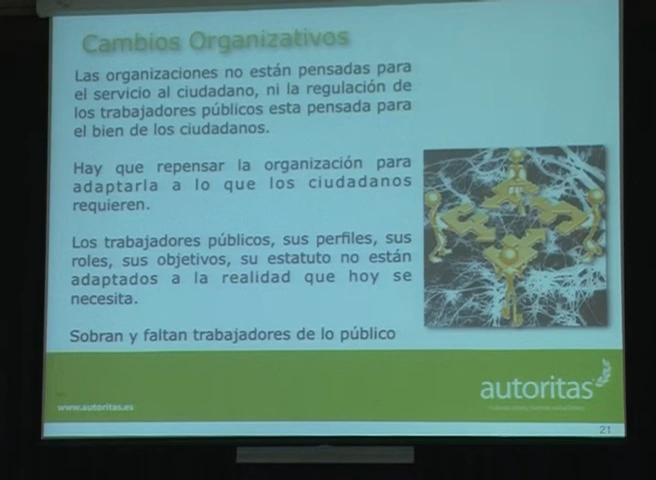 Cambios Organizativos
Las organizaciones no están pensadas para
el servicio al ciudadano, ni la regulación de
los trabajadores públicos esta pensada para
el bien de los ciudadanos.
Hay que repensar la organización para
adaptarla a lo que los ciudadanos
requieren.
Los trabajadores públicos, sus perfiles, sus
roles, sus objetivos, su estatuto no están
adaptados a la realidad que hoy se
necesita.
Sobran y faltan trabajadores de lo público
autoritas
www.autoritas.es
21